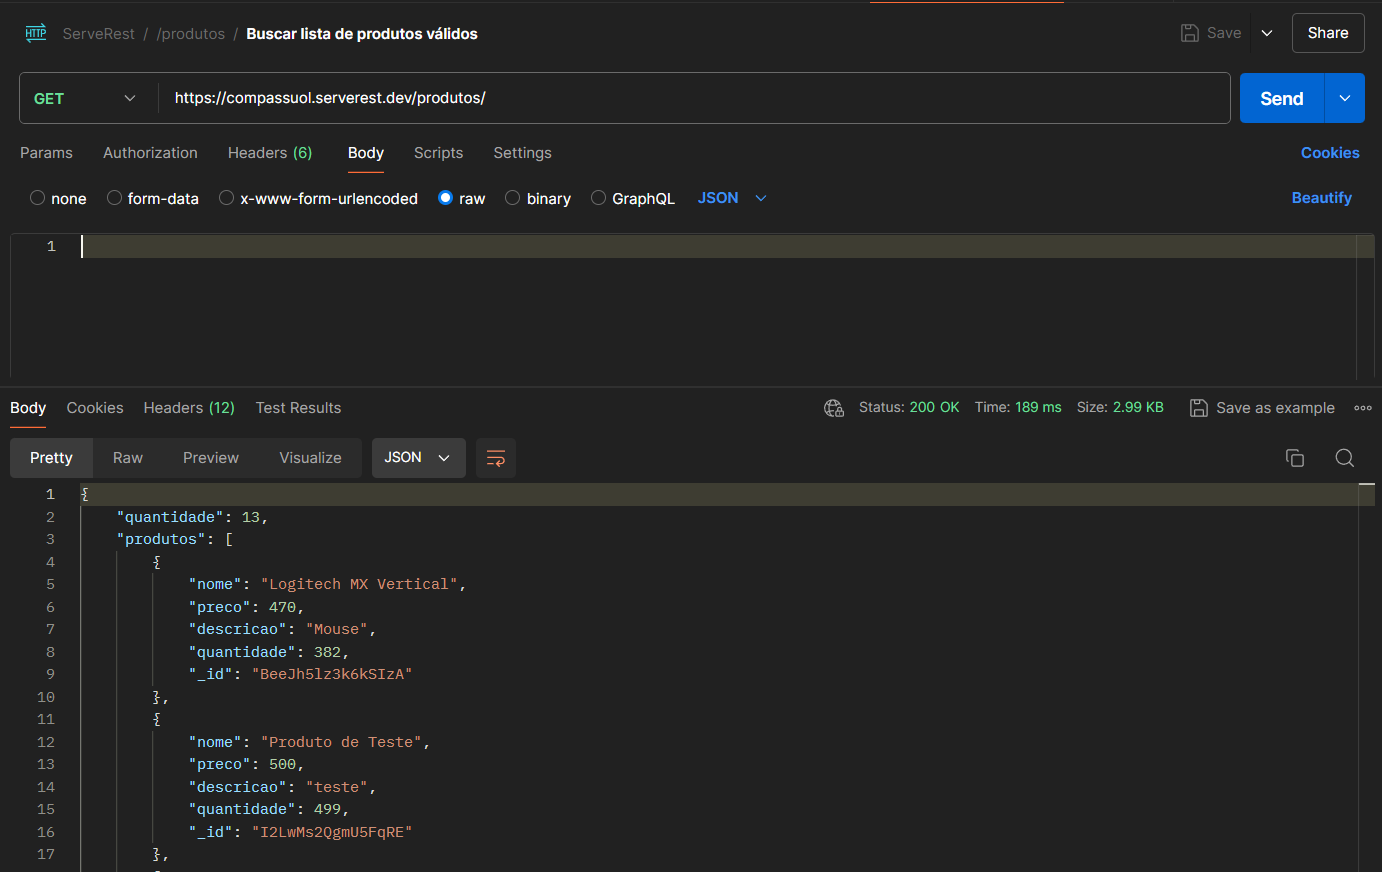 HTTP ServeRest / /produtos / Buscar lista de produtos válidos Save Share
GET https://compassuol.serverest.dev/produtos/ Send
Params Authorization Headers (6) Body Scripts Settings Cookies
none form-data x-www-form-urlencoded raw binary GraphQL JSON Beautify
1
Body Cookies Headers (12) Test Results Status: 200 OK Time: 189 ms Size: 2.99 KB Save as example
Pretty Raw Preview Visualize JSON
1 {
2 "quantidade": 13,
3 "produtos": [
4 {
5 "nome": "Logitech MX Vertical",
6 "preco": 470,
7 "descricao": "Mouse",
8 "quantidade": 382,
9 "_id": "BeeJh5lz3k6kSIzA"
10 },
11 {
12 "nome": "Produto de Teste",
13 "preco": 500,
14 "descricao": "teste",
15 "quantidade": 499,
16 "_id": "I2LwMs2QgmU5FqRE"
17 },